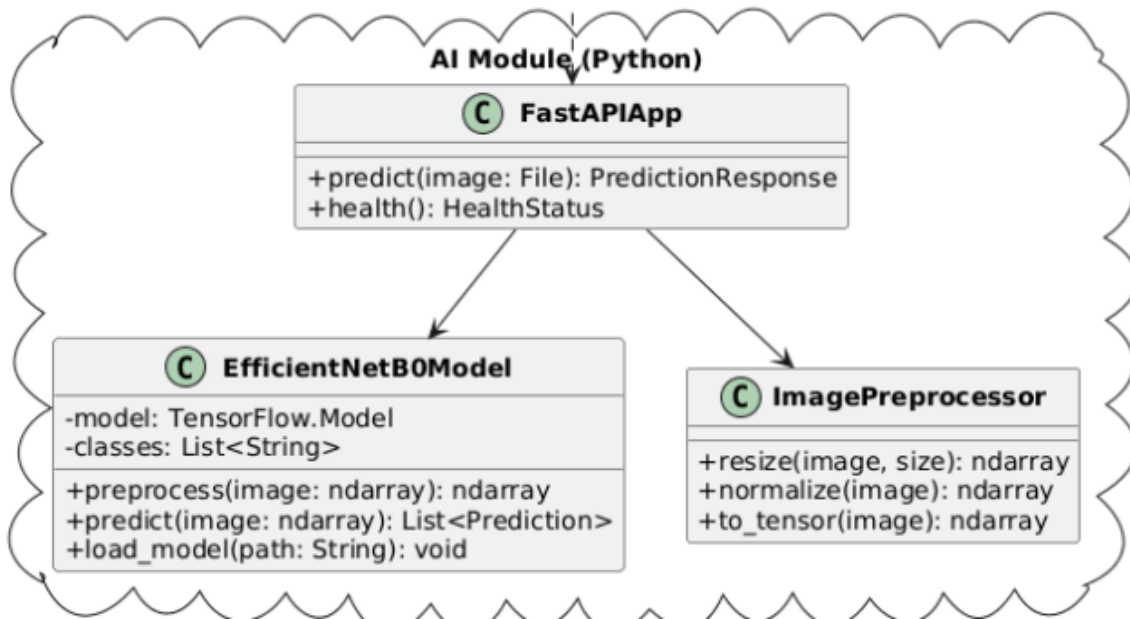 AI Module (Python)
C FastAPIApp
+predict(image: File): PredictionResponse
+health(): HealthStatus
C EfficientNetB0Model
-model: TensorFlow.Model
-classes: List<String>
+preprocess(image: ndarray): ndarray
+predict(image: ndarray): List<Prediction>
+load_model(path: String): void
C ImagePreprocessor
+resize(image, size): ndarray
+normalize(image): ndarray
+to_tensor(image): ndarray